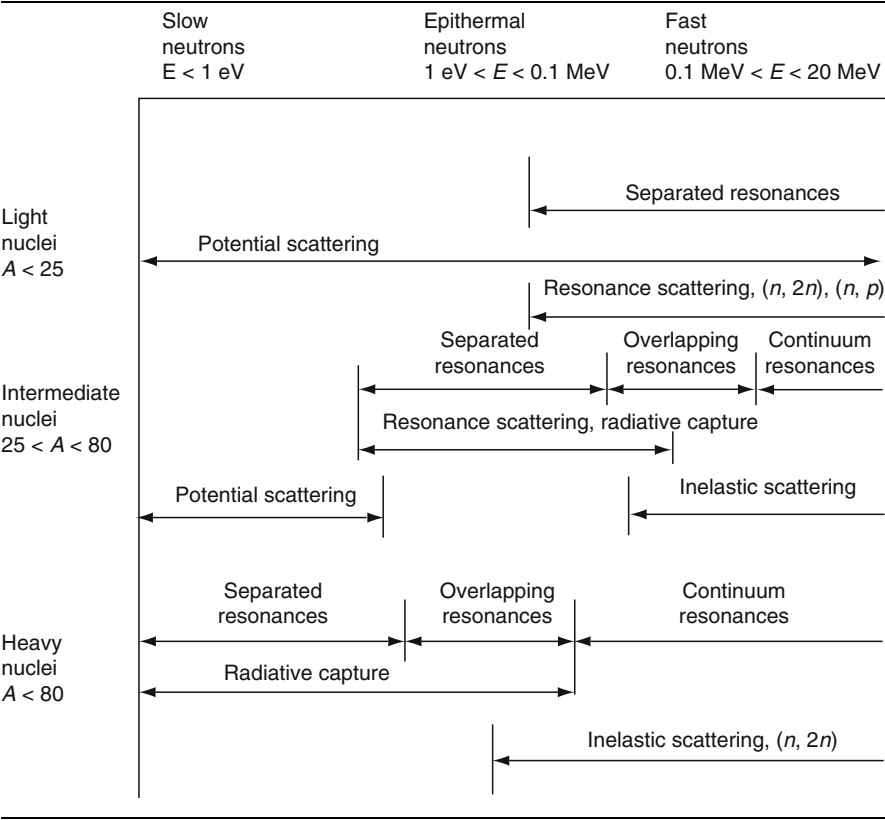 Slow
neutrons
E < 1 eV
Epithermal
neutrons
1 eV < E < 0.1 MeV
Fast
neutrons
0.1 MeV < E < 20 MeV
Light
nuclei
A < 25
Separated resonances
Potential scattering
Resonance scattering, (n, 2n), (n, p)
Intermediate
nuclei
25 < A < 80
Separated
resonances
Overlapping
resonances
Continuum
resonances
Resonance scattering, radiative capture
Potential scattering
Inelastic scattering
Heavy
nuclei
A < 80
Separated
resonances
Overlapping
resonances
Continuum
resonances
Radiative capture
Inelastic scattering, (n, 2n)